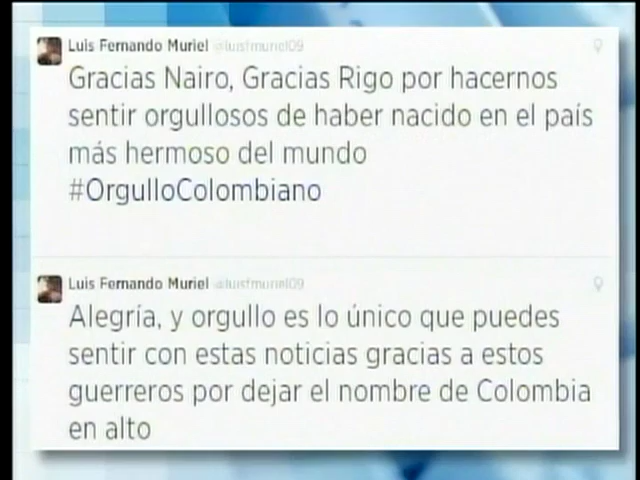 Luis Fernando Muriel @luisfmuriel09
Gracias Nairo, Gracias Rigo por hacernos
sentir orgullosos de haber nacido en el país
más hermoso del mundo
#OrgulloColombiano
Luis Fernando Muriel @luisfmuriel09
Alegría, y orgullo es lo único que puedes
sentir con estas noticias gracias a estos
guerreros por dejar el nombre de Colombia
en alto